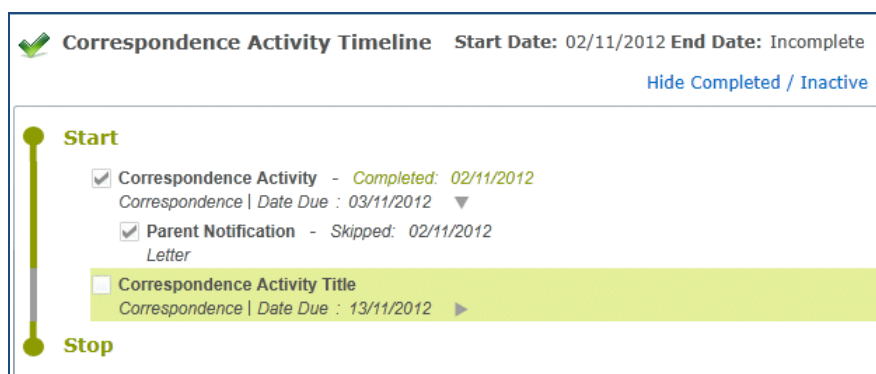 Correspondence Activity Timeline Start Date: 02/11/2012 End Date: Incomplete
Hide Completed / Inactive
Start
Correspondence Activity - Completed: 02/11/2012
Correspondence | Date Due : 03/11/2012
Parent Notification - Skipped: 02/11/2012
Letter
Correspondence Activity Title
Correspondence | Date Due : 13/11/2012
Stop